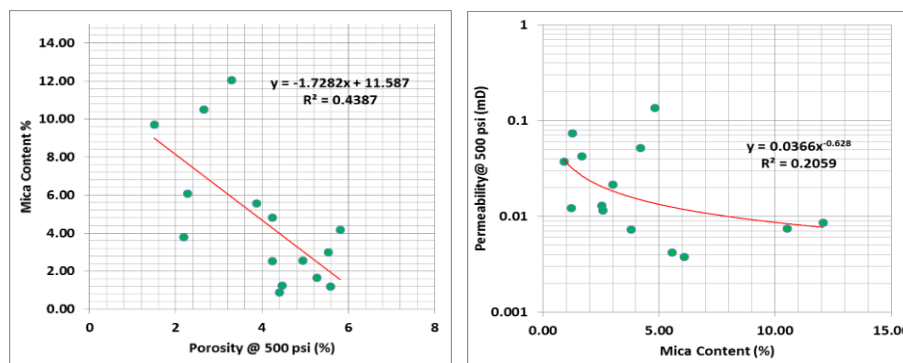 14.00
12.00
10.00
8.00
6.00
4.00
2.00
0.00
Mica Content %
y = -1.7282x + 11.587
R² = 0.4387
0 2 4 6 8
Porosity @ 500 psi (%)
1
0.1
0.01
0.001
Permeability@ 500 psi (mD)
y = 0.0366x^-0.628
R² = 0.2059
0.00 5.00 10.00 15.00
Mica Content (%)